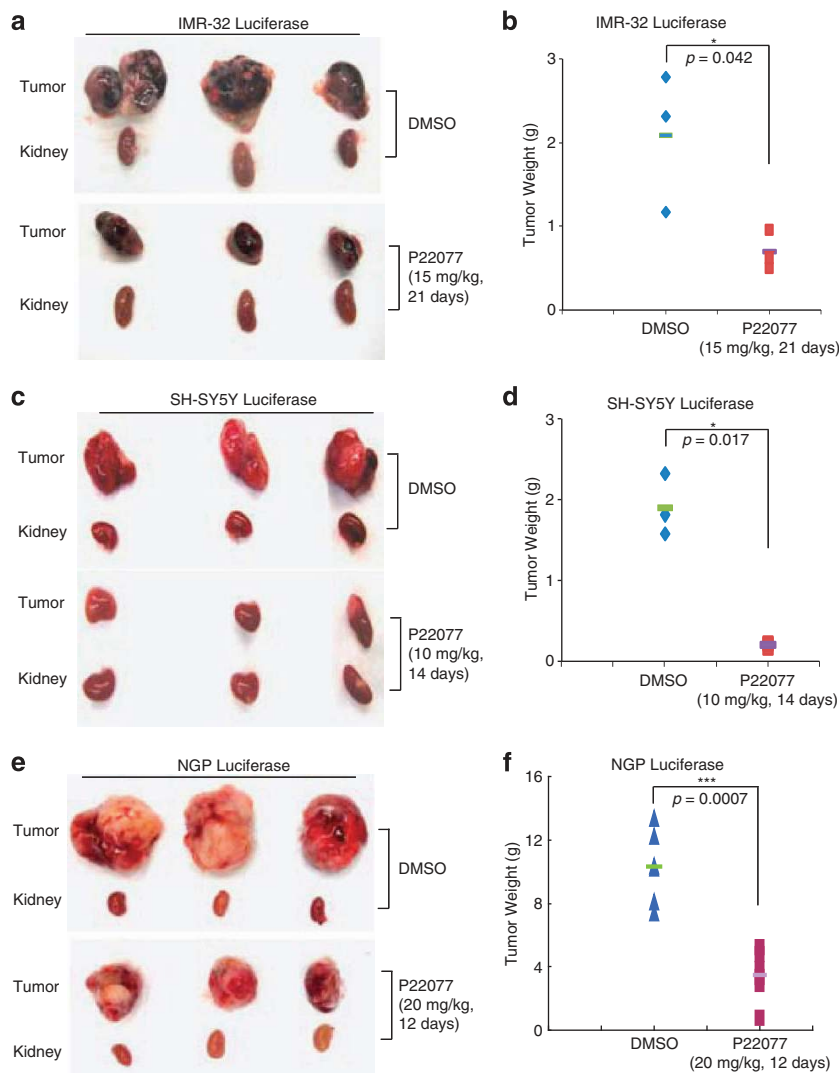 a
IMR-32 Luciferase
Tumor
Kidney
DMSO
Tumor
Kidney
P22077
(15 mg/kg,
21 days)
b
IMR-32 Luciferase
*
p = 0.042
Tumor Weight (g)
3
2
1
0
DMSO
P22077
(15 mg/kg, 21 days)
c
SH-SY5Y Luciferase
Tumor
Kidney
DMSO
Tumor
Kidney
P22077
(10 mg/kg,
14 days)
d
SH-SY5Y Luciferase
*
p = 0.017
Tumor Weight (g)
3
2
1
0
DMSO
P22077
(10 mg/kg, 14 days)
e
NGP Luciferase
Tumor
Kidney
DMSO
Tumor
Kidney
P22077
(20 mg/kg,
12 days)
f
NGP Luciferase
***
p = 0.0007
Tumor Weight (g)
16
12
8
4
0
DMSO
P22077
(20 mg/kg, 12 days)